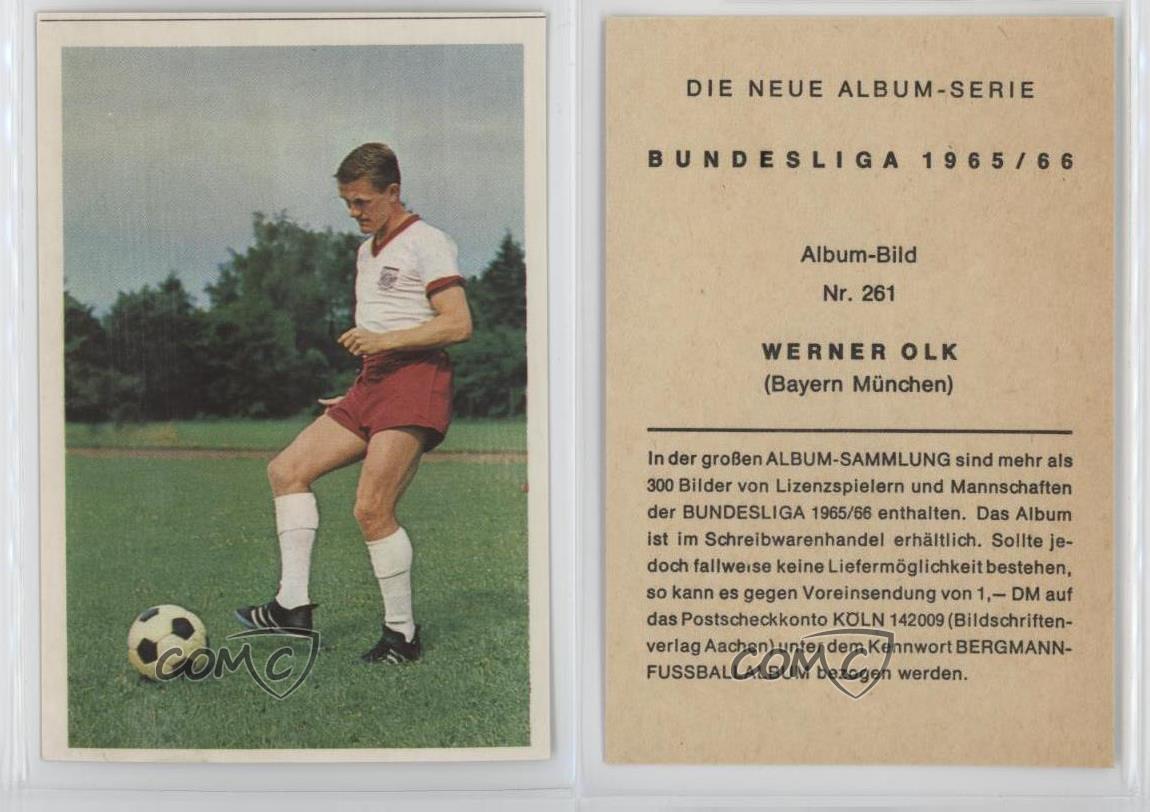 DIE NEUE ALBUM-SERIE
BUNDESLIGA 1965/66
Album-Bild
Nr. 261
WERNER OLK
(Bayern München)
In der großen ALBUM-SAMMLUNG sind mehr als
300 Bilder von Lizenzspielern und Mannschaften
der BUNDESLIGA 1965/66 enthalten. Das Album
ist im Schreibwarenhandel erhältlich. Sollte je-
doch fallweise keine Liefermöglichkeit bestehen,
so kann es gegen Voreinsendung von 1,— DM auf
das Postscheckkonto KÖLN 142009 (Bildschriften-
verlag Aachen) unter dem Kennwort BERGMANN-
FUSSBALLALBUM bezogen werden.
COMC
COMC